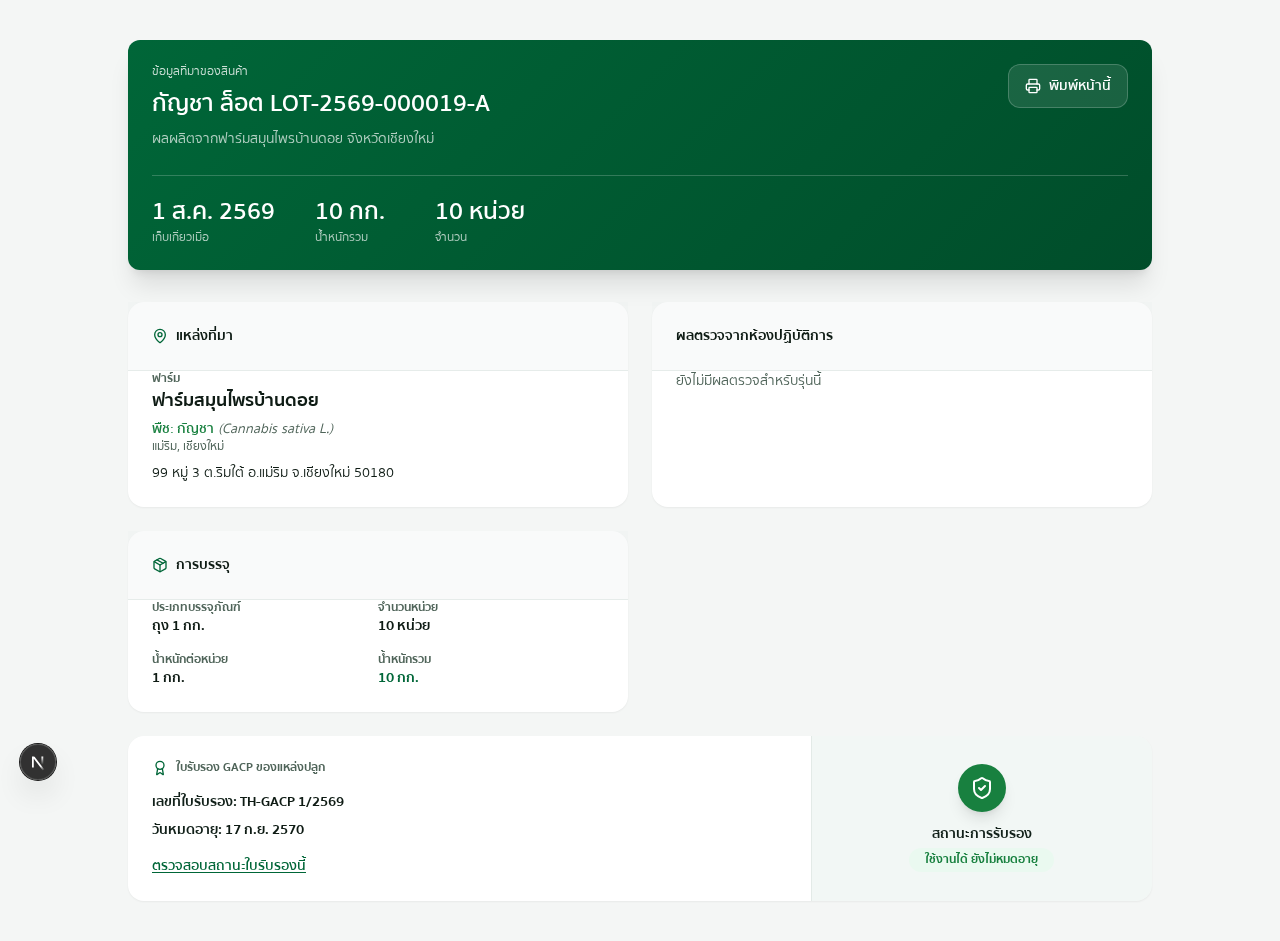 ข้อมูลที่มาของสินค้า
กัญชา ล็อต LOT-2569-000019-A
ผลผลิตจากฟาร์มสมุนไพรบ้านดอย จังหวัดเชียงใหม่
พิมพ์หน้านี้
1 ส.ค. 2569
เก็บเกี่ยวเมื่อ
10 กก.
น้ำหนักรวม
10 หน่วย
จำนวน
แหล่งที่มา
ฟาร์ม
ฟาร์มสมุนไพรบ้านดอย
พืช: กัญชา (Cannabis sativa L.)
แม่ริม, เชียงใหม่
99 หมู่ 3 ต.ริมใต้ อ.แม่ริม จ.เชียงใหม่ 50180
ผลตรวจจากห้องปฏิบัติการ
ยังไม่มีผลตรวจสำหรับรุ่นนี้
การบรรจุ
ประเภทบรรจุภัณฑ์
ถุง 1 กก.
จำนวนหน่วย
10 หน่วย
น้ำหนักต่อหน่วย
1 กก.
น้ำหนักรวม
10 กก.
ใบรับรอง GACP ของแหล่งปลูก
เลขที่ใบรับรอง: TH-GACP 1/2569
วันหมดอายุ: 17 ก.ย. 2570
ตรวจสอบสถานะใบรับรองนี้
สถานะการรับรอง
ใช้งานได้ ยังไม่หมดอายุ
N